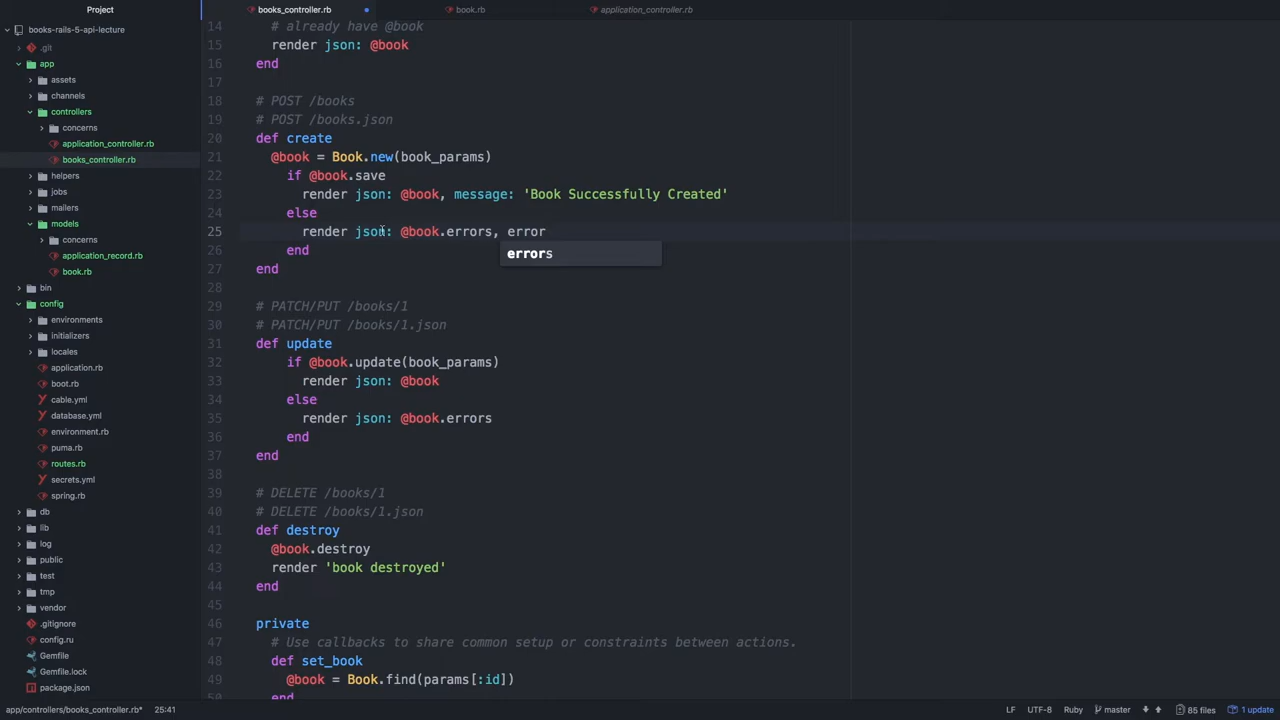 Project
books_controller.rb
book.rb
application_controller.rb
books-rails-5-api-lecture
.git
app
assets
channels
controllers
concerns
application_controller.rb
books_controller.rb
helpers
jobs
mailers
models
concerns
application_record.rb
book.rb
bin
config
environments
initializers
locales
application.rb
boot.rb
cable.yml
database.yml
environment.rb
puma.rb
routes.rb
secrets.yml
spring.rb
db
lib
log
public
test
tmp
vendor
.gitignore
config.ru
Gemfile
Gemfile.lock
package.json
14 # already have @book
15 render json: @book
16 end
17
18 # POST /books
19 # POST /books.json
20 def create
21 @book = Book.new(book_params)
22 if @book.save
23 render json: @book, message: 'Book Successfully Created'
24 else
25 render json: @book.errors, error
errors
26 end
27 end
28
29 # PATCH/PUT /books/1
30 # PATCH/PUT /books/1.json
31 def update
32 if @book.update(book_params)
33 render json: @book
34 else
35 render json: @book.errors
36 end
37 end
38
39 # DELETE /books/1
40 # DELETE /books/1.json
41 def destroy
42 @book.destroy
43 render 'book destroyed'
44 end
45
46 private
47 # Use callbacks to share common setup or constraints between actions.
48 def set_book
49 @book = Book.find(params[:id])
50 end
app/controllers/books_controller.rb* 25:41
LF UTF-8 Ruby master 85 files 1 update